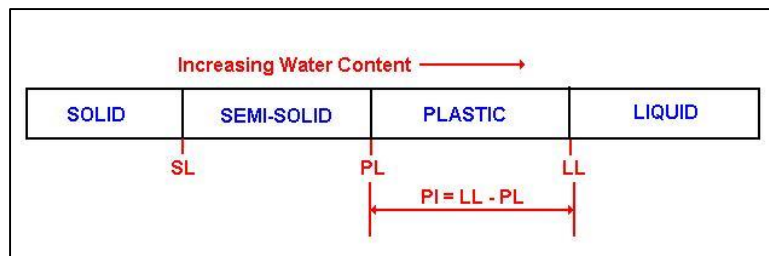 Increasing Water Content
SOLID SEMI-SOLID PLASTIC LIQUID
SL PL LL
PI = LL - PL